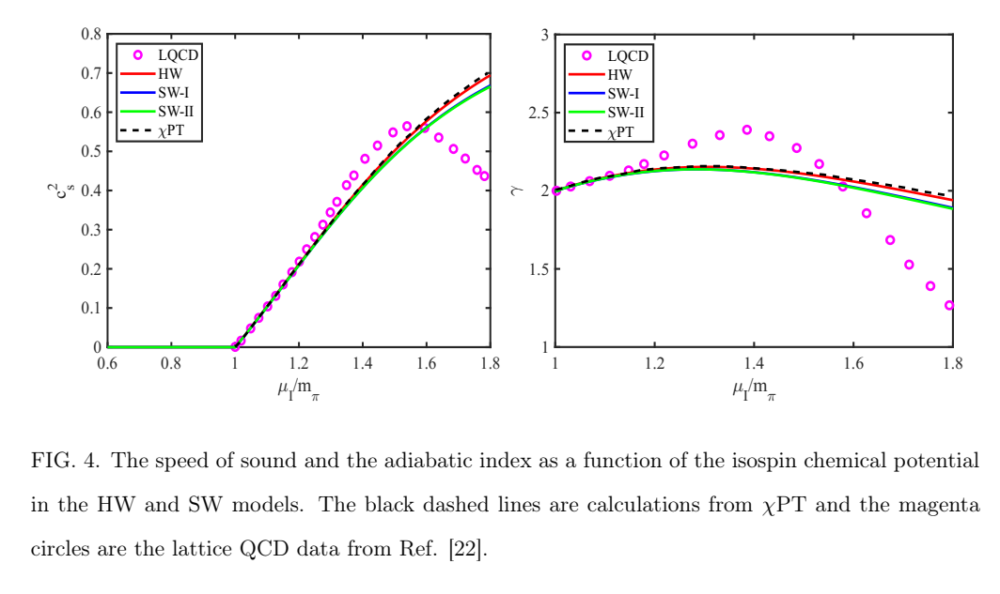 0.8
0.7
0.6
0.5
0.4
0.3
0.2
0.1
0
c_s^2
LQCD
HW
SW-I
SW-II
χPT
0.6 0.8 1 1.2 1.4 1.6 1.8
μ_I/m_π
3
2.5
2
1.5
1
γ
LQCD
HW
SW-I
SW-II
χPT
1 1.2 1.4 1.6 1.8
μ_I/m_π
FIG. 4. The speed of sound and the adiabatic index as a function of the isospin chemical potential
in the HW and SW models. The black dashed lines are calculations from χPT and the magenta
circles are the lattice QCD data from Ref. [22].